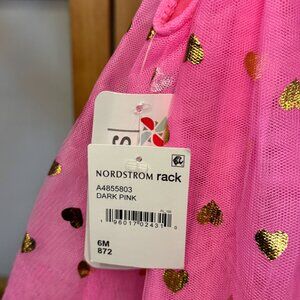 NORDSTROM rack
A4855803
DARK PINK
6M
872